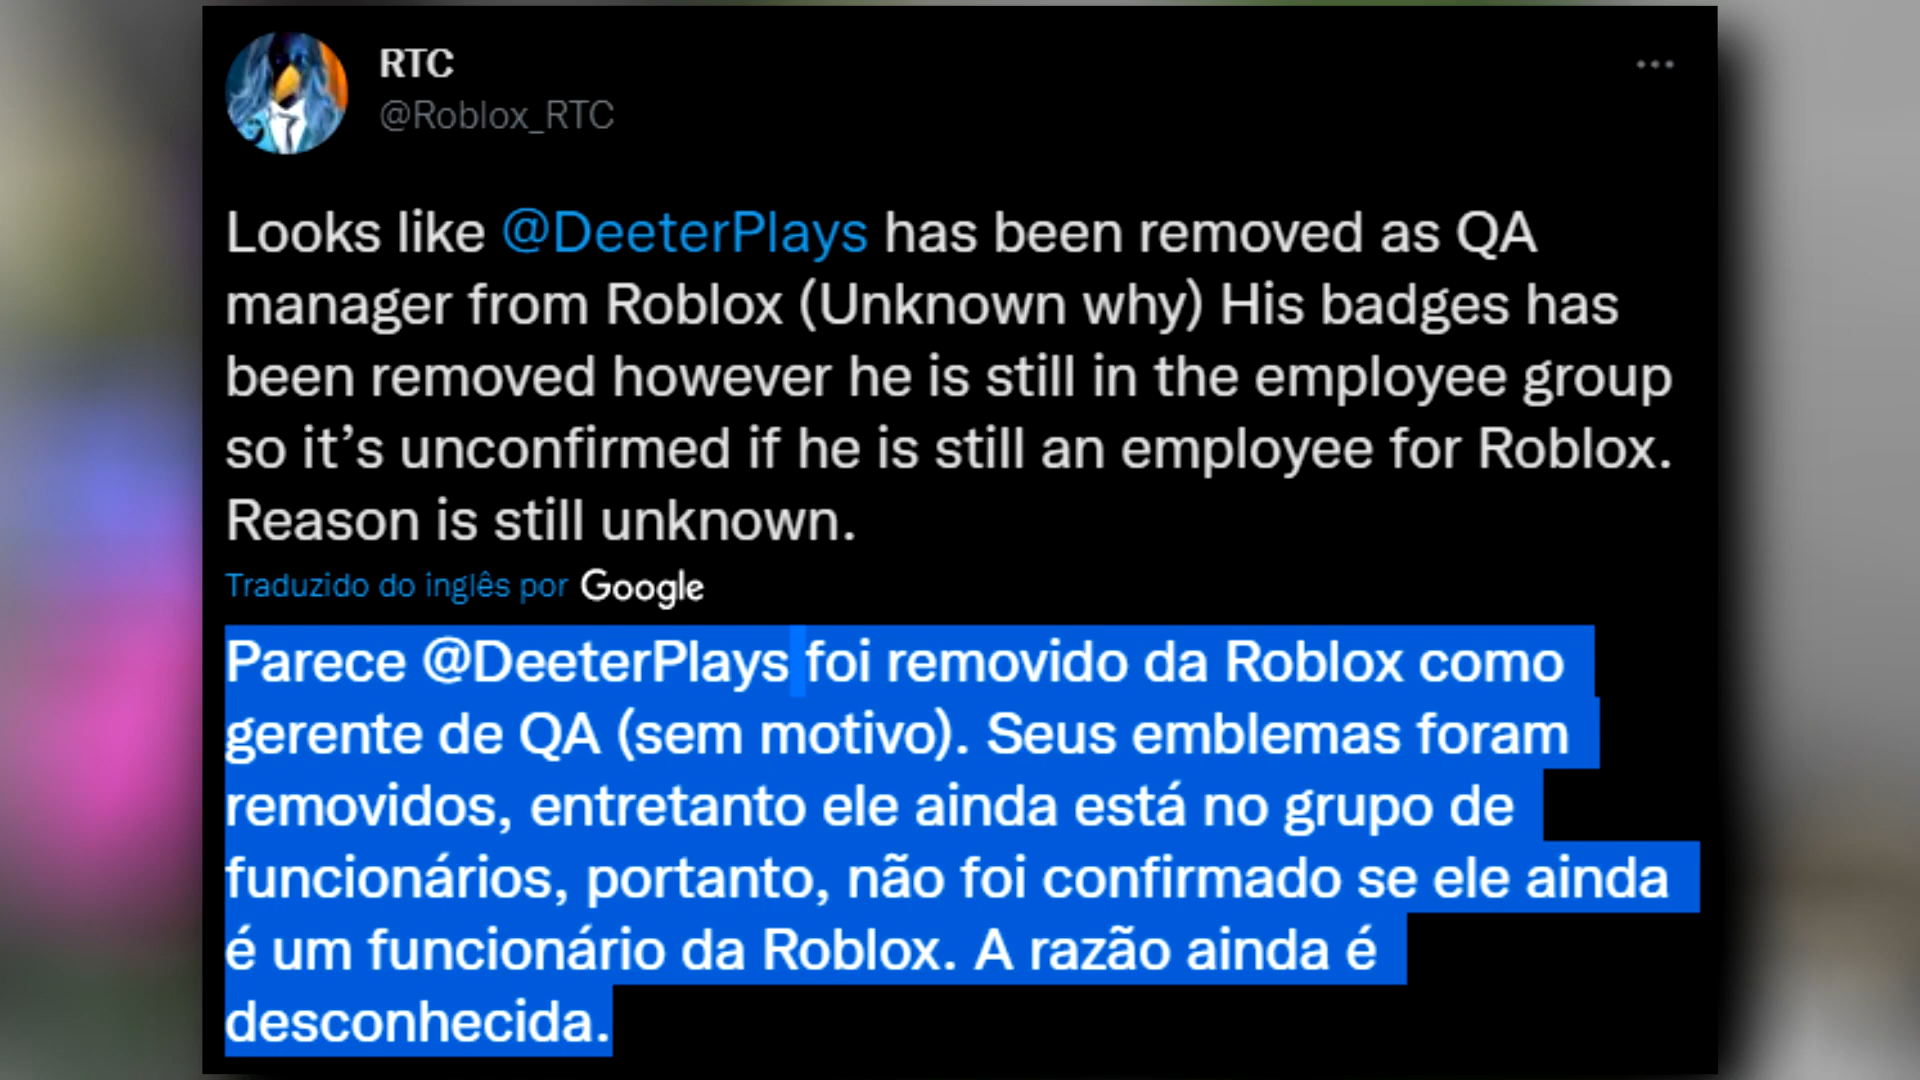 RTC
@Roblox_RTC
Looks like @DeeterPlays has been removed as QA
manager from Roblox (Unknown why) His badges has
been removed however he is still in the employee group
so it’s unconfirmed if he is still an employee for Roblox.
Reason is still unknown.
Traduzido do inglês por Google
Parece @DeeterPlays foi removido da Roblox como
gerente de QA (sem motivo). Seus emblemas foram
removidos, entretanto ele ainda está no grupo de
funcionários, portanto, não foi confirmado se ele ainda
é um funcionário da Roblox. A razão ainda é
desconhecida.